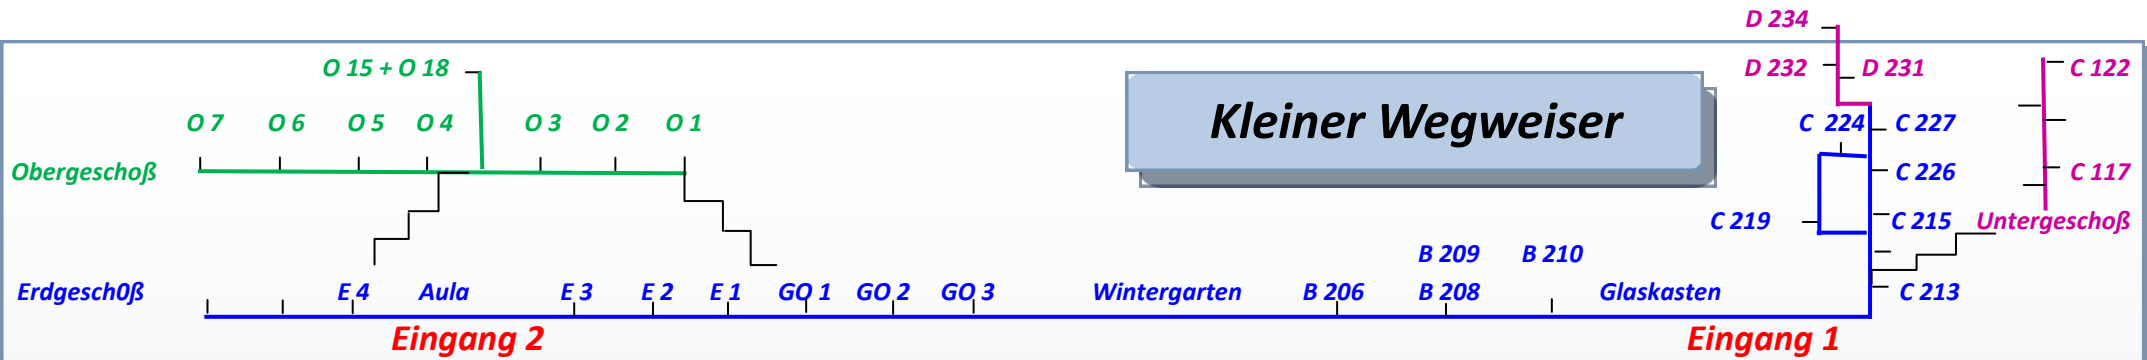 D 234
O 15 + O 18
D 232 D 231
C 122
Kleiner Wegweiser
O 7 O 6 O 5 O 4 O 3 O 2 O 1
C 224 C 227
Obergeschoß
C 226
C 117
C 219
C 215
Untergeschoß
B 209 B 210
Erdgesch0ß
E 4 Aula E 3 E 2 E 1 GO 1 GO 2 GO 3 Wintergarten B 206 B 208 Glaskasten C 213
Eingang 2
Eingang 1